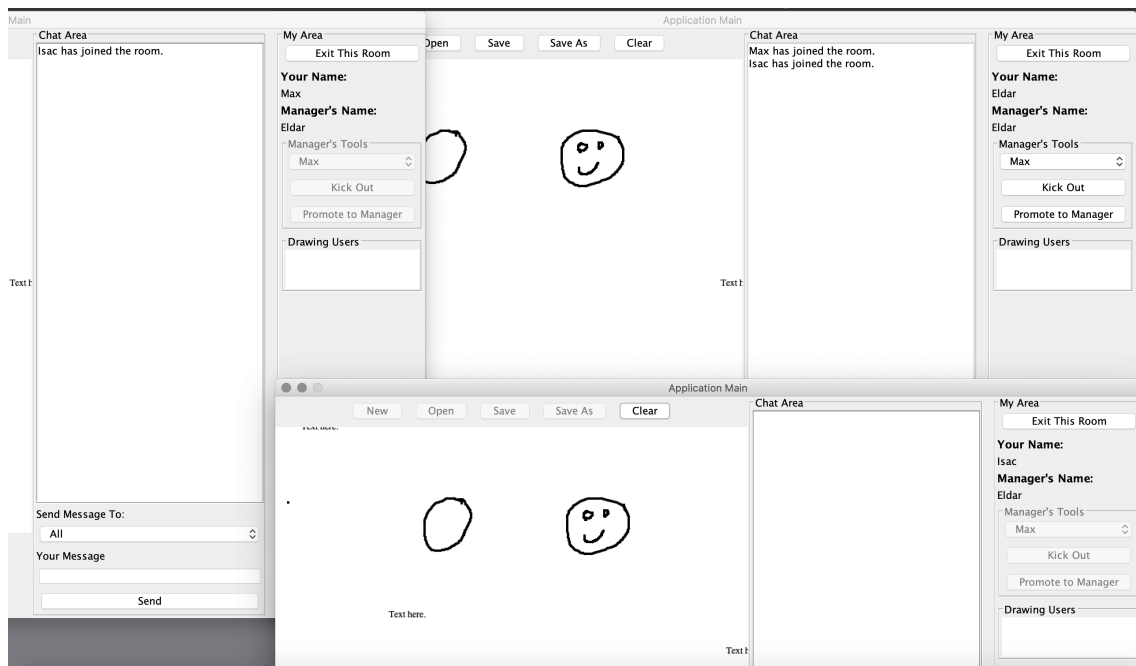 Main
Chat Area
Isac has joined the room.
Text h
Send Message To:
All
Your Message
Send
My Area
Exit This Room
Your Name:
Max
Manager's Name:
Eldar
Manager's Tools
Max
Kick Out
Promote to Manager
Drawing Users
Application Main
Open Save Save As Clear
Text h
Chat Area
Max has joined the room.
Isac has joined the room.
My Area
Exit This Room
Your Name:
Eldar
Manager's Name:
Eldar
Manager's Tools
Max
Kick Out
Promote to Manager
Drawing Users
Application Main
New Open Save Save As Clear
Text here.
Text here.
Text h
Chat Area
My Area
Exit This Room
Your Name:
Isac
Manager's Name:
Eldar
Manager's Tools
Max
Kick Out
Promote to Manager
Drawing Users